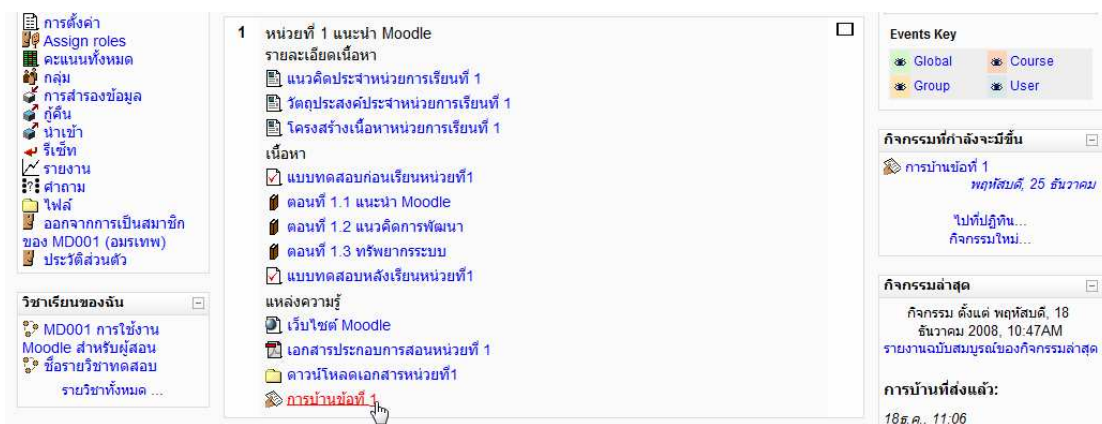 การตั้งค่า
Assign roles
คะแนนทั้งหมด
กลุ่ม
การสำรองข้อมูล
กู้คืน
นำเข้า
รีเซ็ท
รายงาน
คำถาม
ไฟล์
ออกจากการเป็นสมาชิก
ของ MD001 (อมรเทพ)
ประวัติส่วนตัว
วิชาเรียนของฉัน
MD001 การใช้งาน
Moodle สำหรับผู้สอน
ชื่อรายวิชาทดสอบ
รายวิชาทั้งหมด ...
1 หน่วยที่ 1 แนะนำ Moodle
รายละเอียดเนื้อหา
แนวคิดประจำหน่วยการเรียนที่ 1
วัตถุประสงค์ประจำหน่วยการเรียนที่ 1
โครงสร้างเนื้อหาหน่วยการเรียนที่ 1
เนื้อหา
แบบทดสอบก่อนเรียนหน่วยที่1
ตอนที่ 1.1 แนะนำ Moodle
ตอนที่ 1.2 แนวคิดการพัฒนา
ตอนที่ 1.3 ทรัพยากรระบบ
แบบทดสอบหลังเรียนหน่วยที่1
แหล่งความรู้
เว็บไซต์ Moodle
เอกสารประกอบการสอนหน่วยที่ 1
ดาวน์โหลดเอกสารหน่วยที่1
การบ้านข้อที่ 1
Events Key
Global Course
Group User
กิจกรรมที่กำลังจะมีขึ้น
การบ้านข้อที่ 1
พฤหัสบดี, 25 ธันวาคม
ไปที่ปฏิทิน...
กิจกรรมใหม่...
กิจกรรมล่าสุด
กิจกรรม ตั้งแต่ พฤหัสบดี, 18
ธันวาคม 2008, 10:47AM
รายงานฉบับสมบูรณ์ของกิจกรรมล่าสุด
การบ้านที่ส่งแล้ว:
18ธ.ค., 11:06